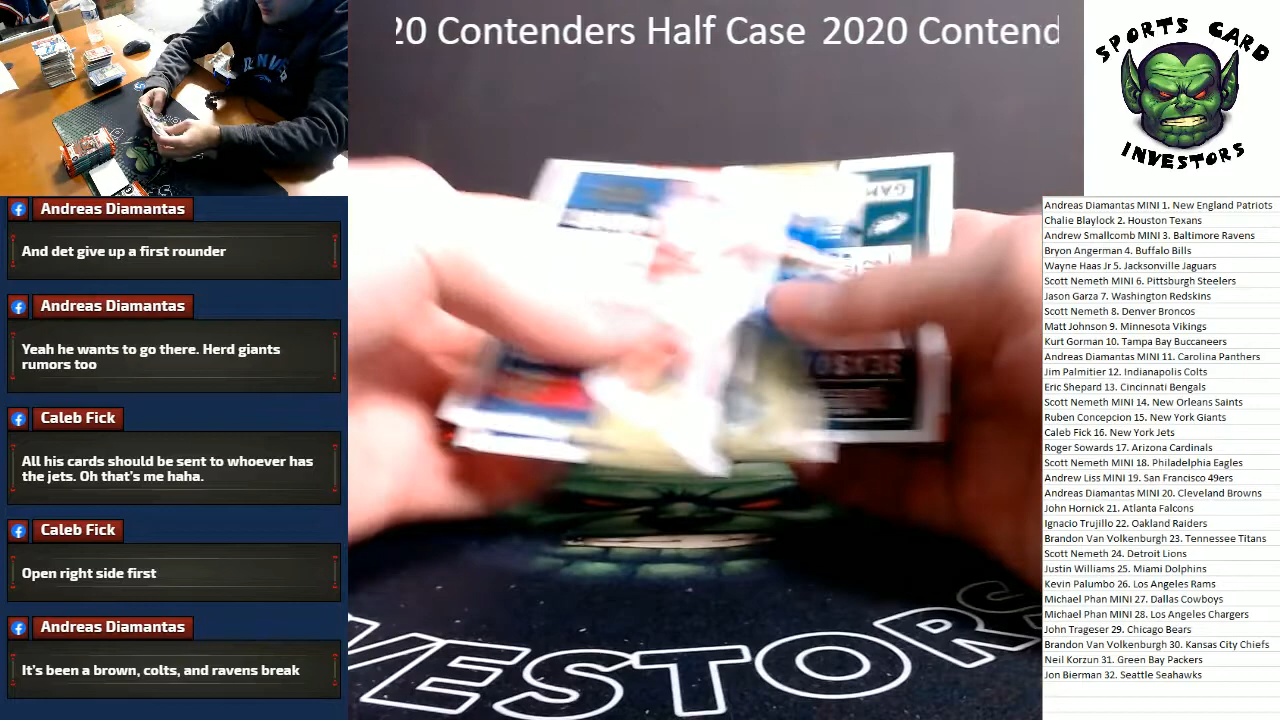 20 Contenders Half Case 2020 Contend
SPORTS CARD
INVESTORS
Andreas Diamantas
And det give up a first rounder
Andreas Diamantas
Yeah he wants to go there. Herd giants
rumors too
Caleb Fick
All his cards should be sent to whoever has
the jets. Oh that's me haha.
Caleb Fick
Open right side first
Andreas Diamantas
It's been a brown, colts, and ravens break
Andreas Diamantas MINI 1. New England Patriots
Chalie Blaylock 2. Houston Texans
Andrew Smallcomb MINI 3. Baltimore Ravens
Bryon Angerman 4. Buffalo Bills
Wayne Haas Jr 5. Jacksonville Jaguars
Scott Nemeth MINI 6. Pittsburgh Steelers
Jason Garza 7. Washington Redskins
Scott Nemeth 8. Denver Broncos
Matt Johnson 9. Minnesota Vikings
Kurt Gorman 10. Tampa Bay Buccaneers
Andreas Diamantas MINI 11. Carolina Panthers
Jim Palmitier 12. Indianapolis Colts
Eric Shepard 13. Cincinnati Bengals
Scott Nemeth MINI 14. New Orleans Saints
Ruben Concepcion 15. New York Giants
Caleb Fick 16. New York Jets
Roger Sowards 17. Arizona Cardinals
Scott Nemeth MINI 18. Philadelphia Eagles
Andrew Liss MINI 19. San Francisco 49ers
Andreas Diamantas MINI 20. Cleveland Browns
John Hornick 21. Atlanta Falcons
Ignacio Trujillo 22. Oakland Raiders
Brandon Van Volkenburgh 23. Tennessee Titans
Scott Nemeth 24. Detroit Lions
Justin Williams 25. Miami Dolphins
Kevin Palumbo 26. Los Angeles Rams
Michael Phan MINI 27. Dallas Cowboys
Michael Phan MINI 28. Los Angeles Chargers
John Trageser 29. Chicago Bears
Brandon Van Volkenburgh 30. Kansas City Chiefs
Neil Korzun 31. Green Bay Packers
Jon Bierman 32. Seattle Seahawks
GAM
VESTORS